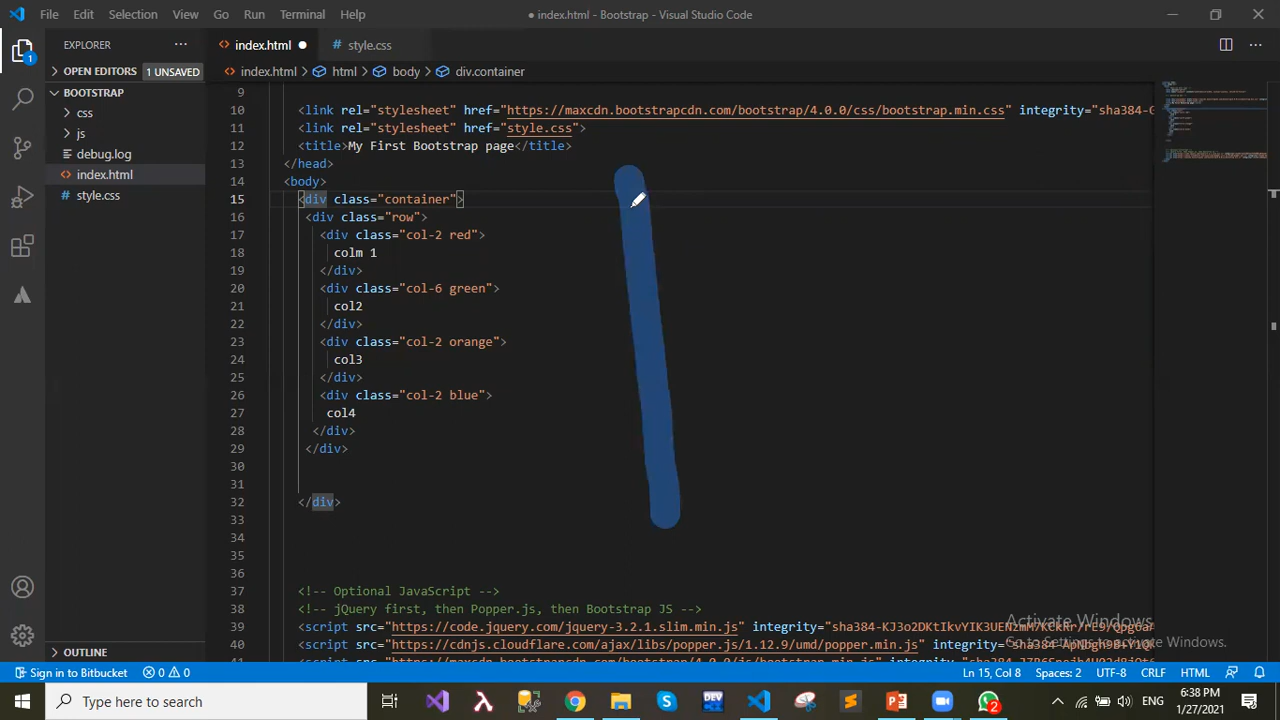 File Edit Selection View Go Run Terminal Help
● index.html - Bootstrap - Visual Studio Code
EXPLORER
index.html ●
style.css
OPEN EDITORS 1 UNSAVED
index.html > html > body > div.container
BOOTSTRAP
css
js
debug.log
index.html
style.css
OUTLINE
9
10 <link rel="stylesheet" href="https://maxcdn.bootstrapcdn.com/bootstrap/4.0.0/css/bootstrap.min.css" integrity="sha384-
11 <link rel="stylesheet" href="style.css">
12 <title>My First Bootstrap page</title>
13 </head>
14 <body>
15 <div class="container">
16 <div class="row">
17 <div class="col-2 red">
18 colm 1
19 </div>
20 <div class="col-6 green">
21 col2
22 </div>
23 <div class="col-2 orange">
24 col3
25 </div>
26 <div class="col-2 blue">
27 col4
28 </div>
29 </div>
30
31
32 </div>
33
34
35
36
37 <!-- Optional JavaScript -->
38 <!-- jQuery first, then Popper.js, then Bootstrap JS -->
39 <script src="https://code.jquery.com/jquery-3.2.1.slim.min.js" integrity="sha384-
40 <script src="https://cdnjs.cloudflare.com/ajax/libs/popper.js/1.12.9/umd/popper.min.js" integrity="sha384-
Activate Windows
Go to Settings to activate Windows.
1
Sign in to Bitbucket 0 0
Ln 15, Col 8 Spaces: 2 UTF-8 CRLF HTML
Type here to search
2
ENG
6:38 PM
1/27/2021